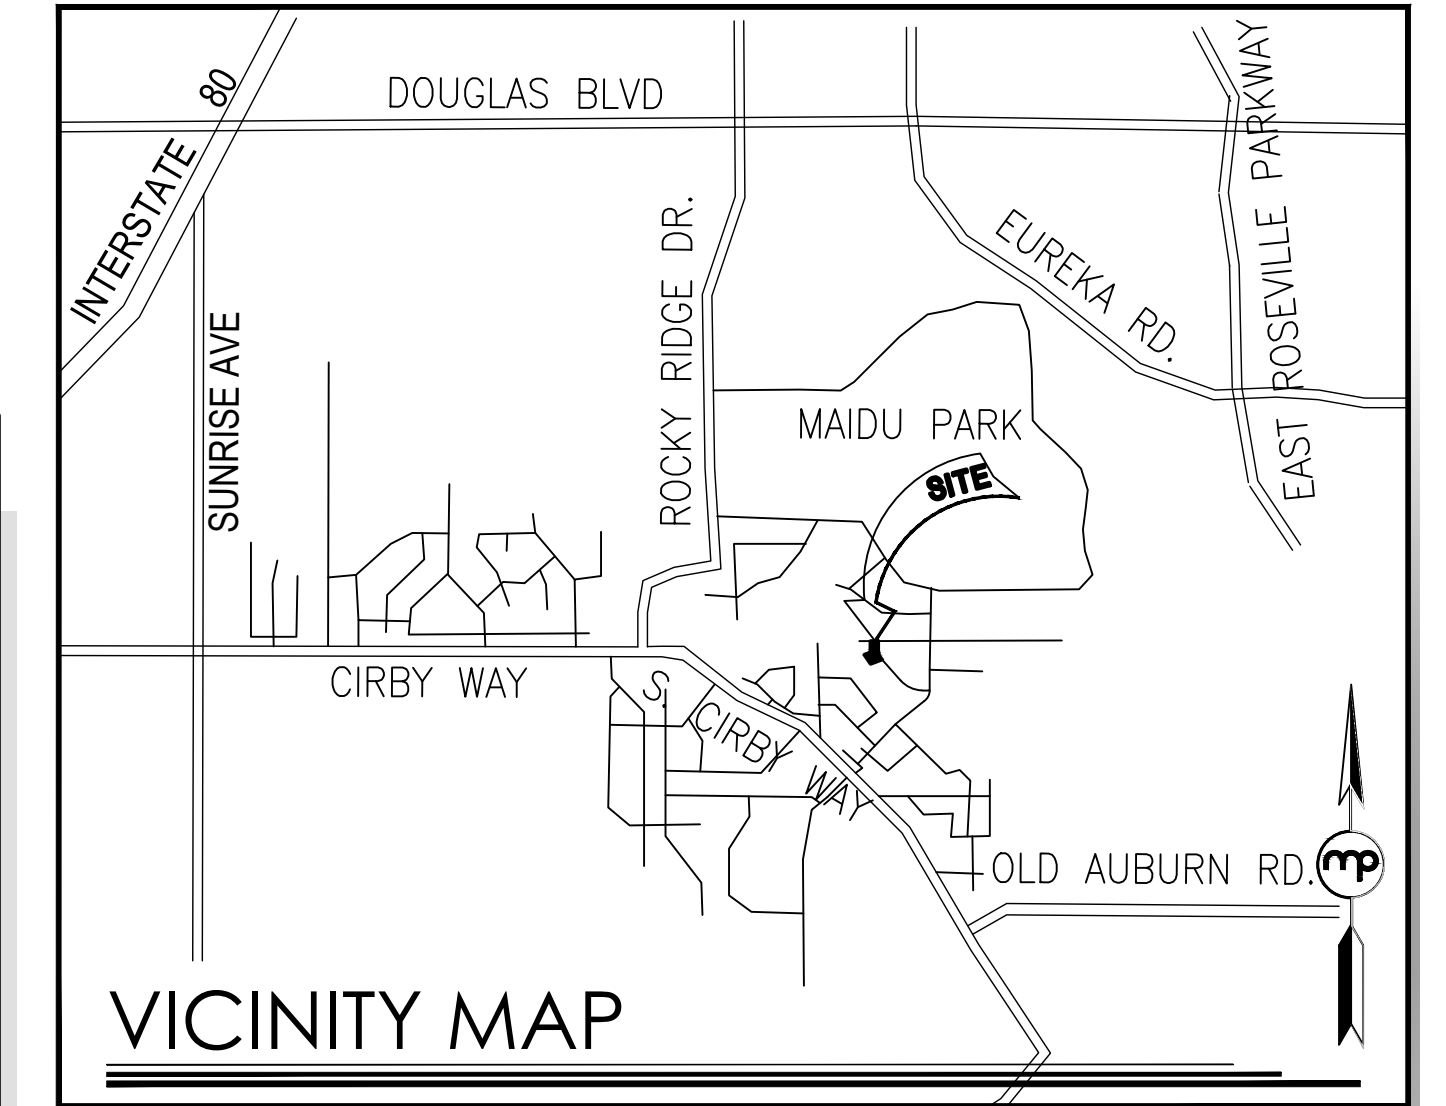 INTERSTATE 80
DOUGLAS BLVD
EAST ROSEVILLE PARKWAY
ROCKY RIDGE DR.
EUREKA RD.
SUNRISE AVE
MAIDU PARK
SITE
CIRBY WAY
S. CIRBY WAY
OLD AUBURN RD.
mp
VICINITY MAP